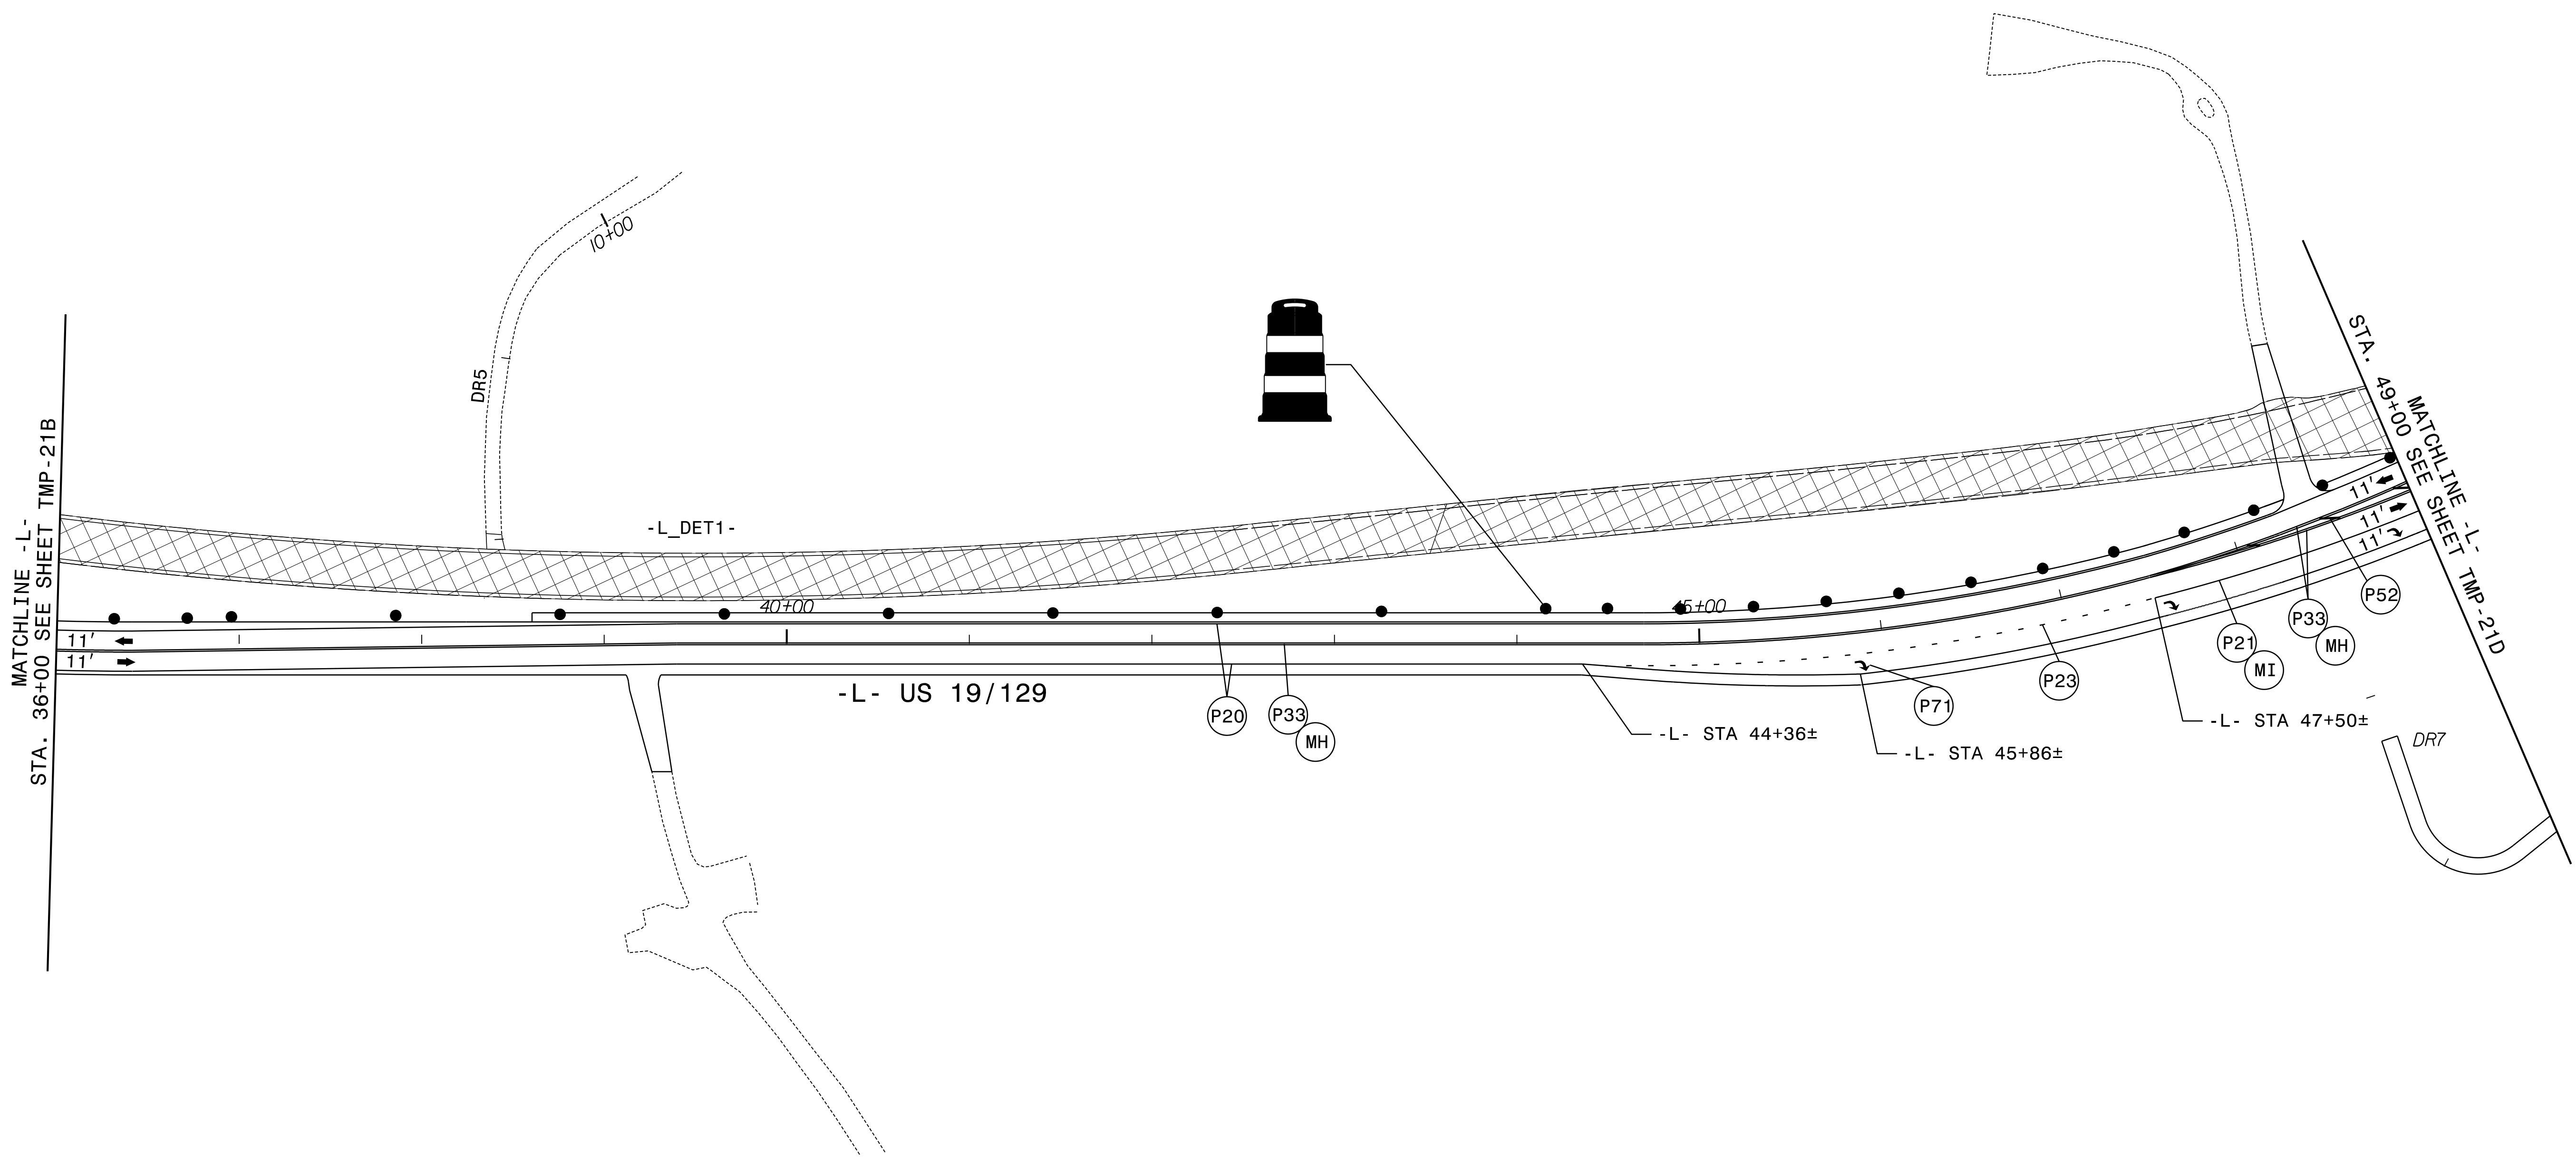 MATCHLINE -L-
STA. 36+00 SEE SHEET TMP-21B
DR5
10+00
-L_DET1-
11'
11'
40+00
45+00
-L- US 19/129
P20
P33
MH
-L- STA 44+36±
P71
-L- STA 45+86±
P23
-L- STA 47+50±
P21
MI
P33
MH
P52
11'
11'
11'
DR7
MATCHLINE -L-
STA. 49+00 SEE SHEET TMP-21D